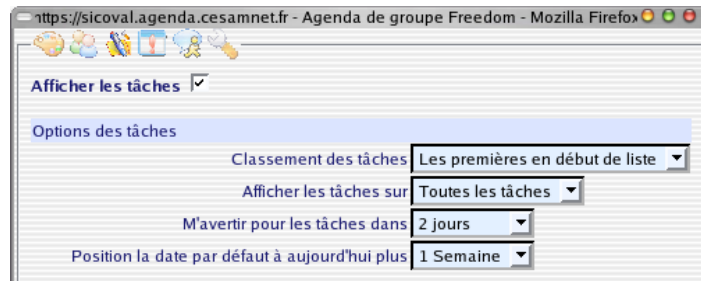 https://sicoval.agenda.cesamnet.fr - Agenda de groupe Freedom - Mozilla Firefox
Afficher les tâches
Options des tâches
Classement des tâches Les premières en début de liste
Afficher les tâches sur Toutes les tâches
M'avertir pour les tâches dans 2 jours
Position la date par défaut à aujourd'hui plus 1 Semaine